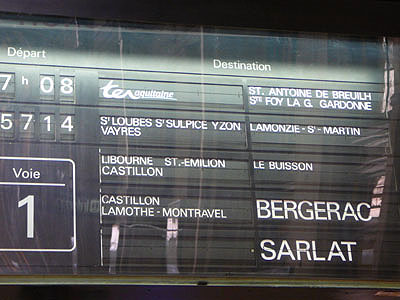 Départ
Destination
7 h 08
5714
Voie
1
ter aquitaine
St LOUBES St SULPICE YZON
VAYRES
LIBOURNE ST.-EMILION
CASTILLON
CASTILLON
LAMOTHE-MONTRAVEL
ST. ANTOINE DE BREUILH
Ste FOY LA G. GARDONNE
LAMONZIE-St-MARTIN
LE BUISSON
BERGERAC
SARLAT